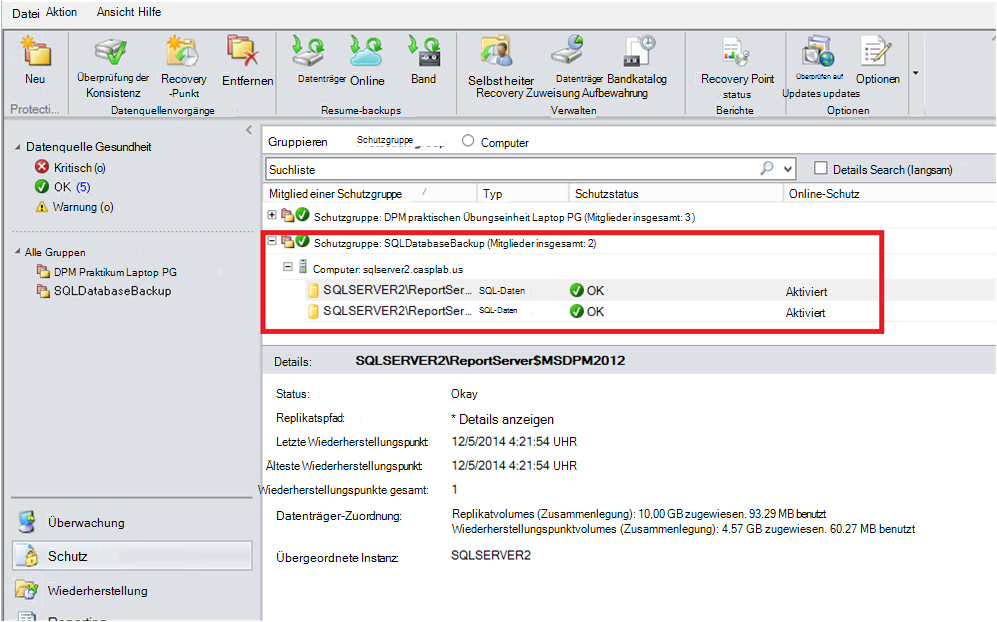 Datei Aktion Ansicht Hilfe
Neu
Überprüfung der Konsistenz
Recovery -Punkt
Entfernen
Datenträger Online
Band
Selbst heiter Recovery Zuweisung
Datenträger Bandkatalog Aufbewahrung
Recovery Point status
Überprüfen auf Updates updates
Optionen
Protecti...
Datenquellenvorgänge
Resume-backups
Verwalten
Berichte
Optionen
Datenquelle Gesundheit
Kritisch (o)
OK (5)
Warnung (o)
Alle Gruppen
DPM Praktikum Laptop PG
SQLDatabaseBackup
Überwachung
Schutz
Wiederherstellung
Reporting
Gruppieren Schutzgruppe Computer
Suchliste Details Search (langsam)
Mitglied einer Schutzgruppe / Typ Schutzstatus Online-Schutz
Schutzgruppe: DPM praktischen Übungseinheit Laptop PG (Mitglieder insgesamt: 3)
Schutzgruppe: SQLDatabaseBackup (Mitglieder insgesamt: 2)
Computer: sqlserver2.casplab.us
SQLSERVER2\ReportSer... SQL-Daten OK Aktiviert
SQLSERVER2\ReportSer... SQL-Daten OK Aktiviert
Details: SQLSERVER2\ReportServer$MSDPM2012
Status: Okay
Replikatspfad: * Details anzeigen
Letzte Wiederherstellungspunkt: 12/5/2014 4:21:54 UHR
Älteste Wiederherstellungspunkt: 12/5/2014 4:21:54 UHR
Wiederherstellungspunkte gesamt: 1
Datenträger-Zuordnung: Replikatvolumes (Zusammenlegung): 10,00 GB zugewiesen. 93.29 MB benutzt
Wiederherstellungspunktvolumes (Zusammenlegung): 4.57 GB zugewiesen. 60.27 MB benutzt
Übergeordnete Instanz: SQLSERVER2